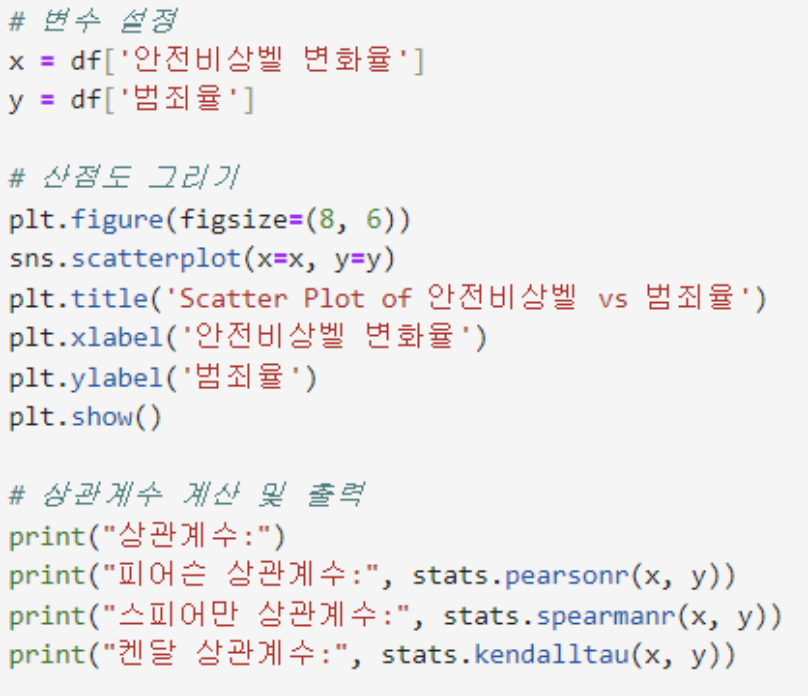 # 변수 설정
x = df['안전비상벨 변화율']
y = df['범죄율']
# 산점도 그리기
plt.figure(figsize=(8, 6))
sns.scatterplot(x=x, y=y)
plt.title('Scatter Plot of 안전비상벨 vs 범죄율')
plt.xlabel('안전비상벨 변화율')
plt.ylabel('범죄율')
plt.show()
# 상관계수 계산 및 출력
print("상관계수:")
print("피어슨 상관계수:", stats.pearsonr(x, y))
print("스피어만 상관계수:", stats.spearmanr(x, y))
print("켄달 상관계수:", stats.kendalltau(x, y))